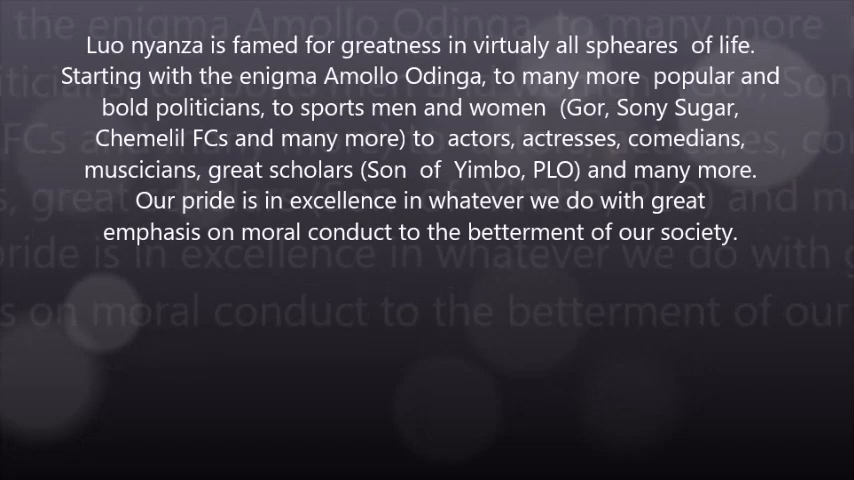 Luo nyanza is famed for greatness in virtualy all spheares of life.
Starting with the enigma Amollo Odinga, to many more popular and
bold politicians, to sports men and women (Gor, Sony Sugar,
Chemelil FCs and many more) to actors, actresses, comedians,
muscicians, great scholars (Son of Yimbo, PLO) and many more.
Our pride is in excellence in whatever we do with great
emphasis on moral conduct to the betterment of our society.